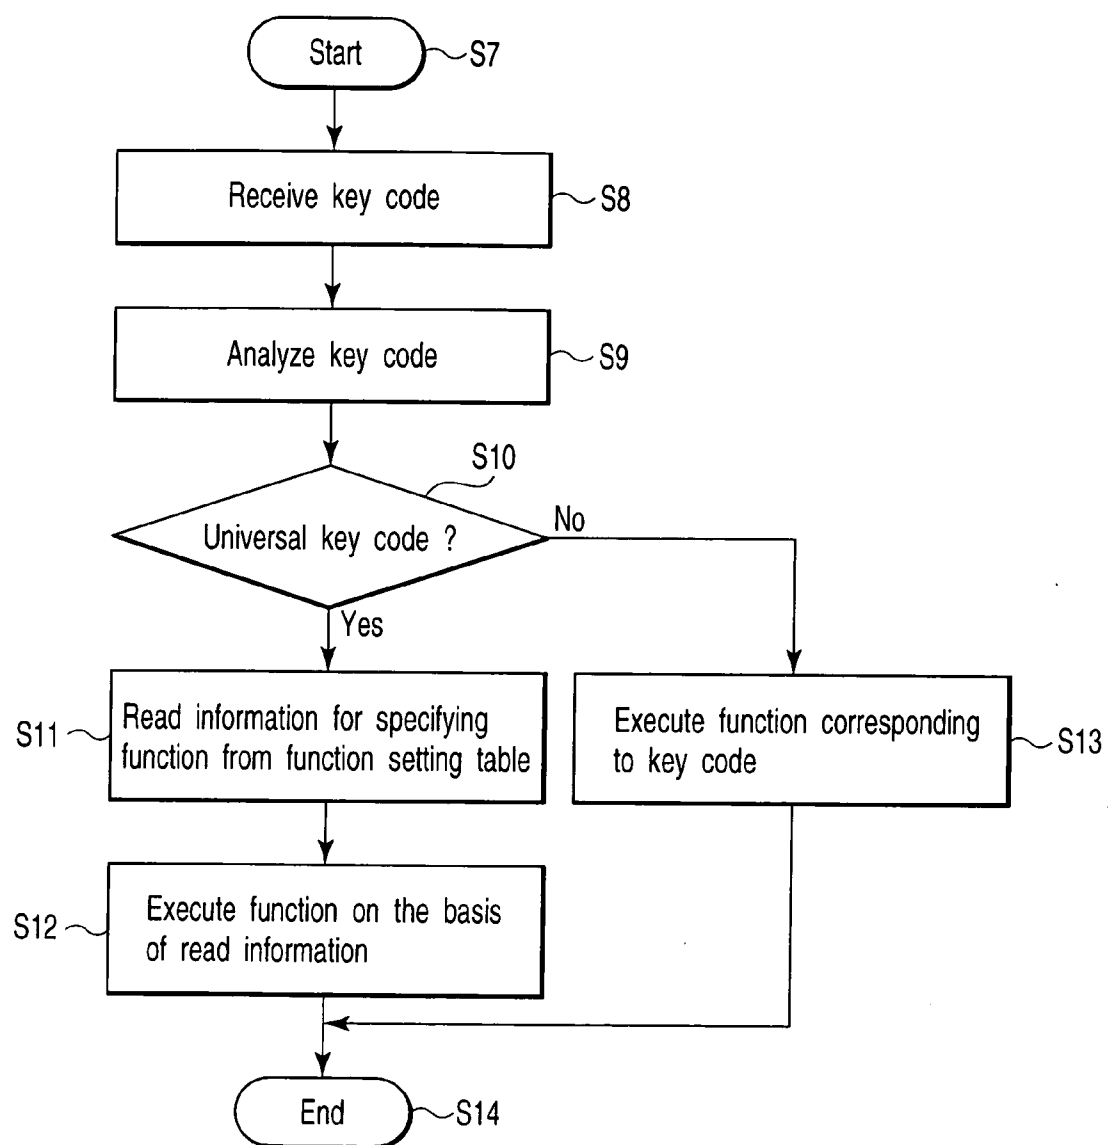 Start
S7
Receive key code
S8
Analyze key code
S9
S10
Universal key code ?
No
Yes
S11
Read information for specifying
function from function setting table
Execute function corresponding
to key code
S13
S12
Execute function on the basis
of read information
End
S14